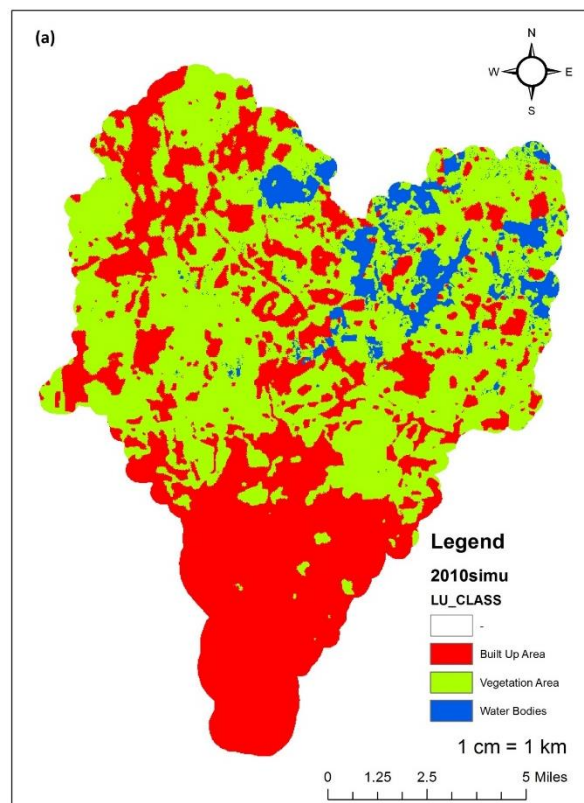 (a)
N
W E
S
Legend
2010simu
LU_CLASS
-
Built Up Area
Vegetation Area
Water Bodies
1 cm = 1 km
0 1.25 2.5 5 Miles